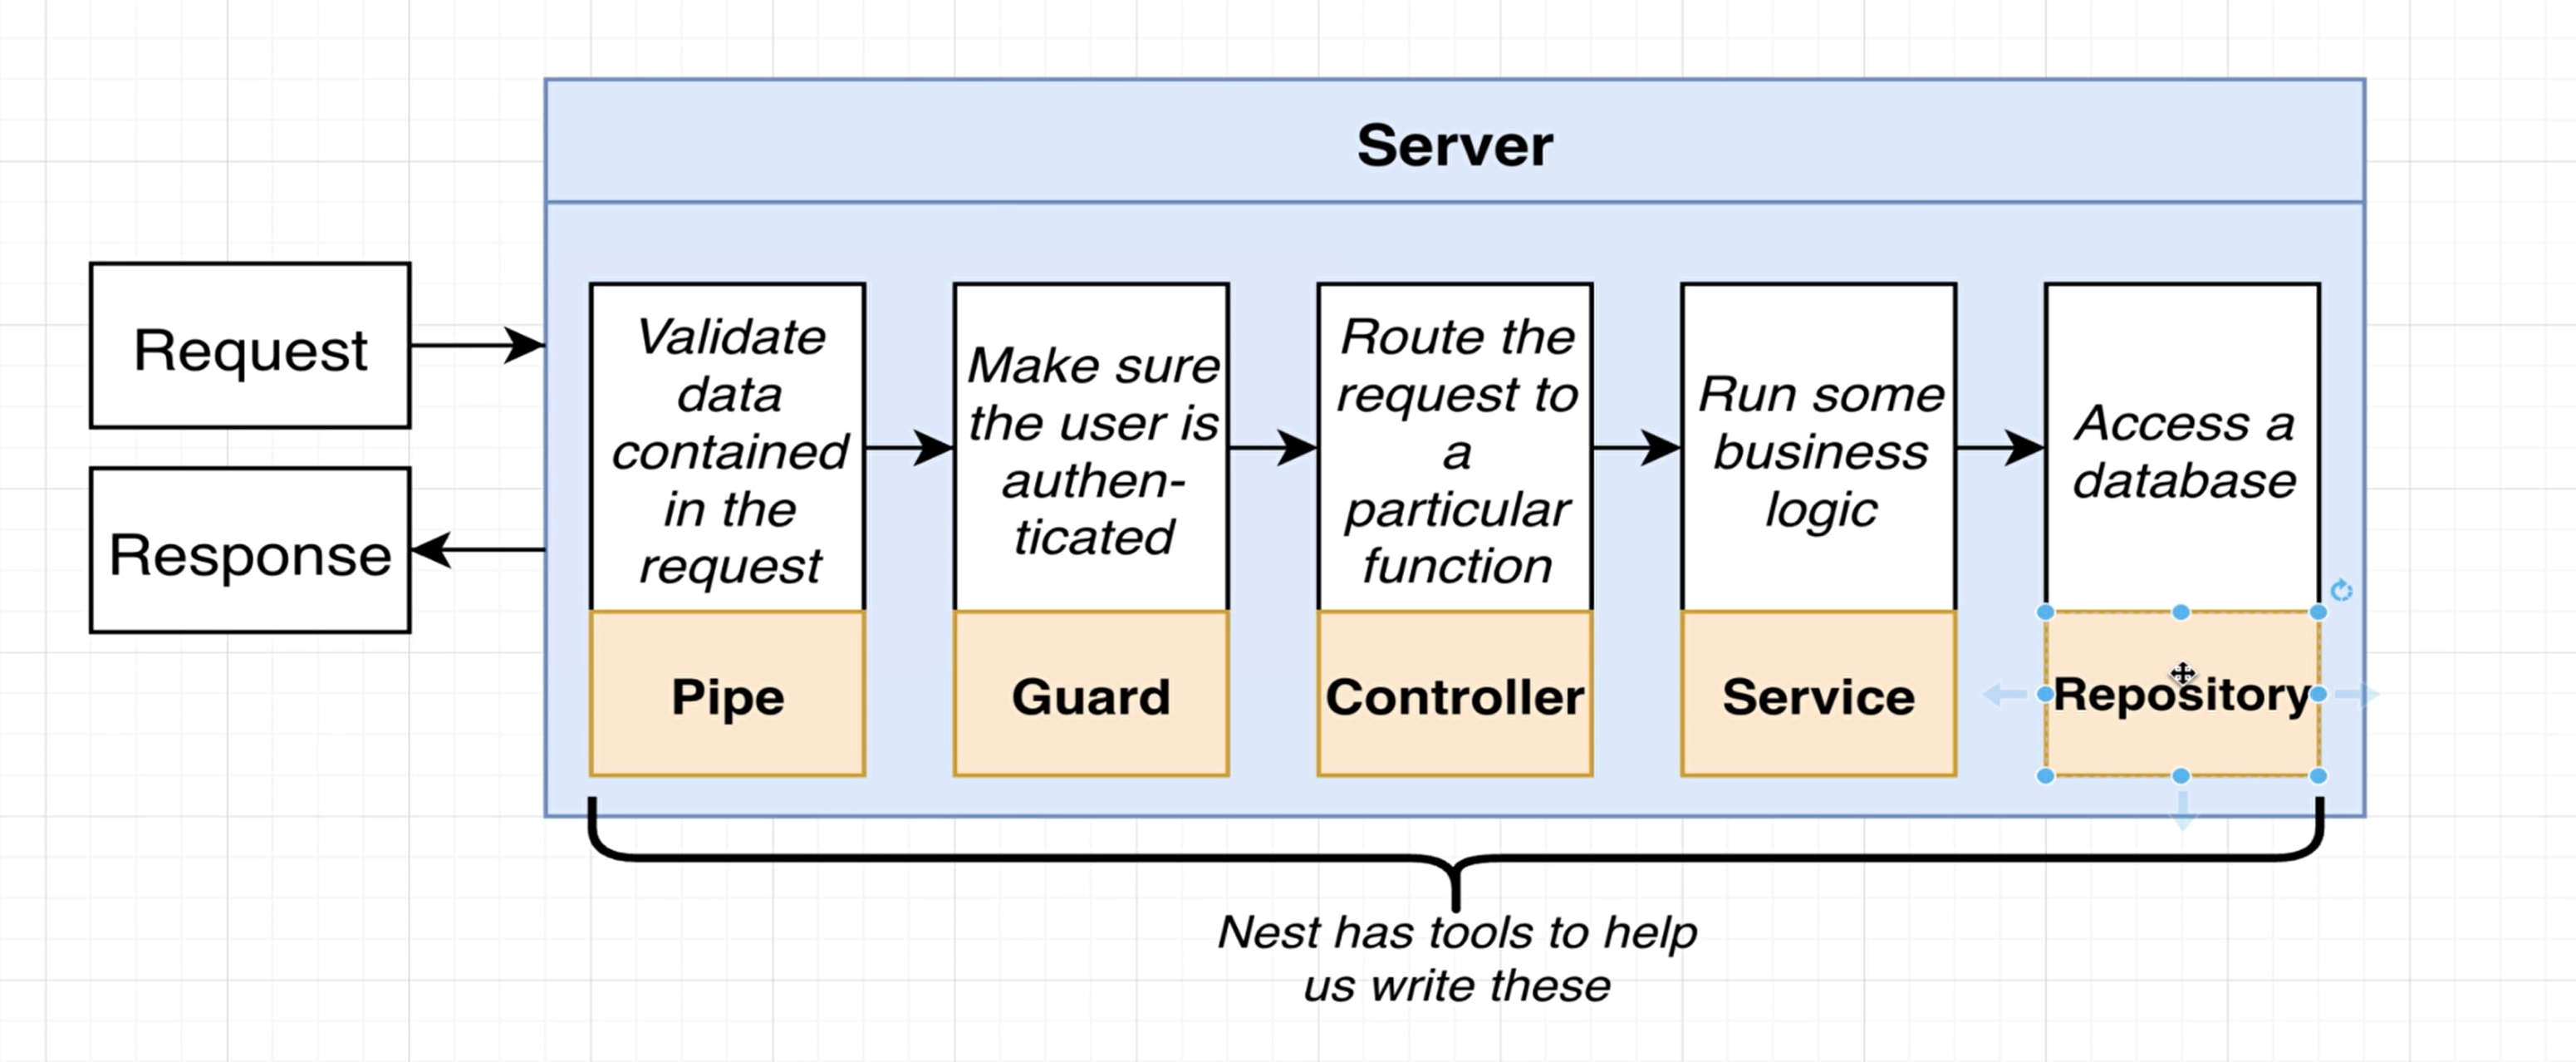 Server
Request
Response
Validate
data
contained
in the
request
Pipe
Make sure
the user is
authen-
ticated
Guard
Route the
request to
a
particular
function
Controller
Run some
business
logic
Service
Access a
database
Repository
Nest has tools to help
us write these